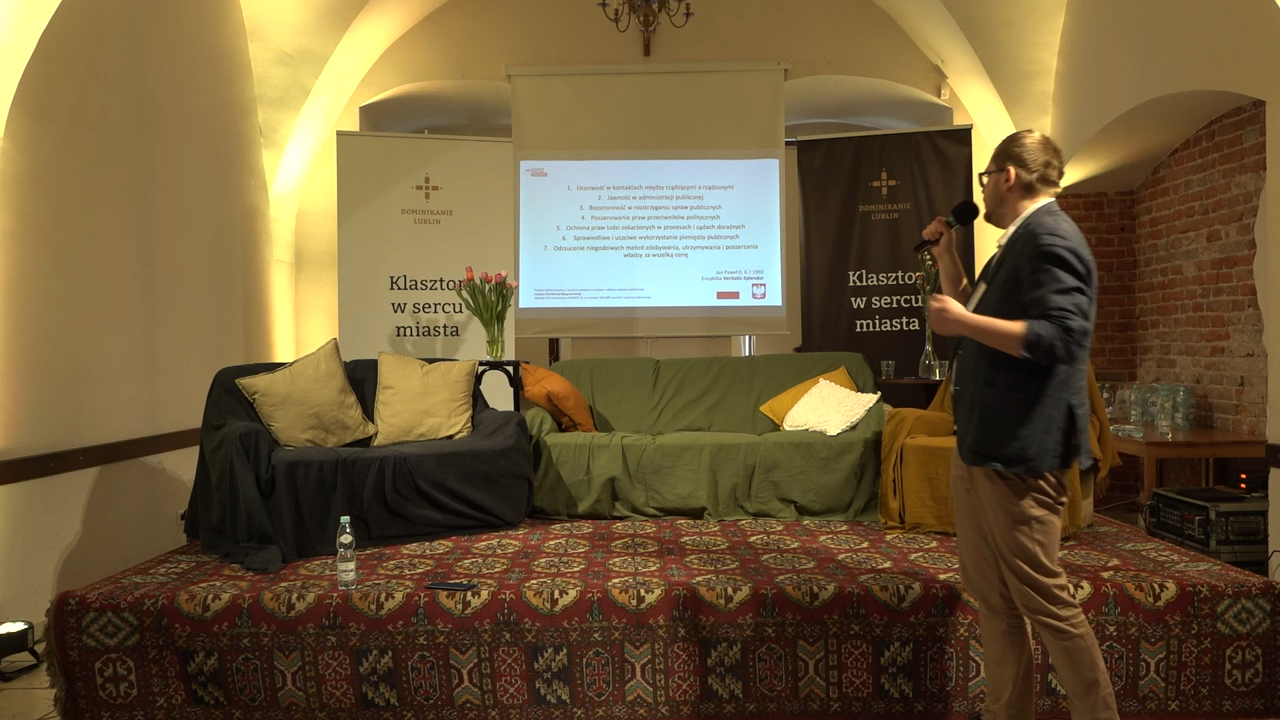 DOMINIKANIE
LUBLIN
Klasztor
w sercu
miasta
1. Uczciwość w kontaktach między rządzącymi a rządzonymi
2. Jawność w administracji publicznej
3. Bezstronność w rozstrzyganiu spraw publicznych
4. Poszanowanie praw przeciwników politycznych
5. Ochrona praw ludzi oskarżonych w procesach i sądach doraźnych
6. Sprawiedliwe i uczciwe wykorzystanie pieniędzy publicznych
7. Odrzucenie niegodziwych metod zdobywania, utrzymywania i poszerzania
władzy za wszelką cenę
Jan Paweł II, 6.7.1993
Encyklika Veritatis Splendor
DOMINIKANIE
LUBLIN
Klasztor
w sercu
miasta